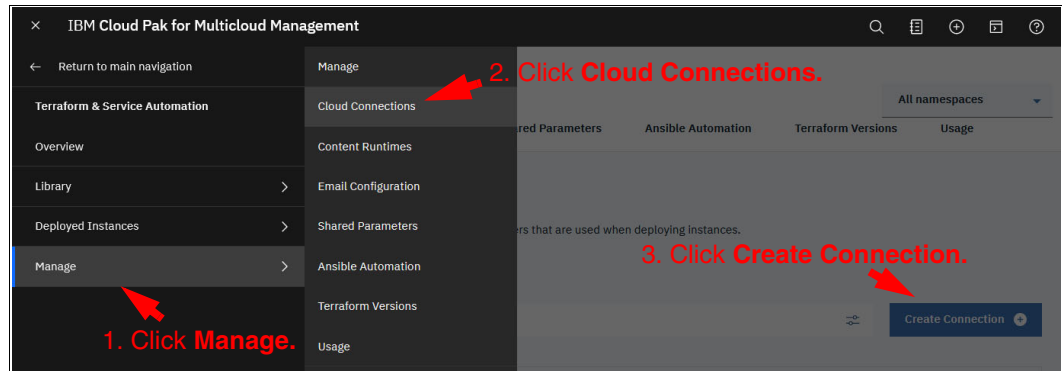 IBM Cloud Pak for Multicloud Management
Return to main navigation
Terraform & Service Automation
Overview
Library
Deployed Instances
Manage
1. Click Manage.
Manage
Cloud Connections
Content Runtimes
Email Configuration
Shared Parameters
Ansible Automation
Terraform Versions
Usage
2. Click Cloud Connections.
All namespaces
red Parameters Ansible Automation Terraform Versions Usage
rs that are used when deploying instances.
3. Click Create Connection.
Create Connection